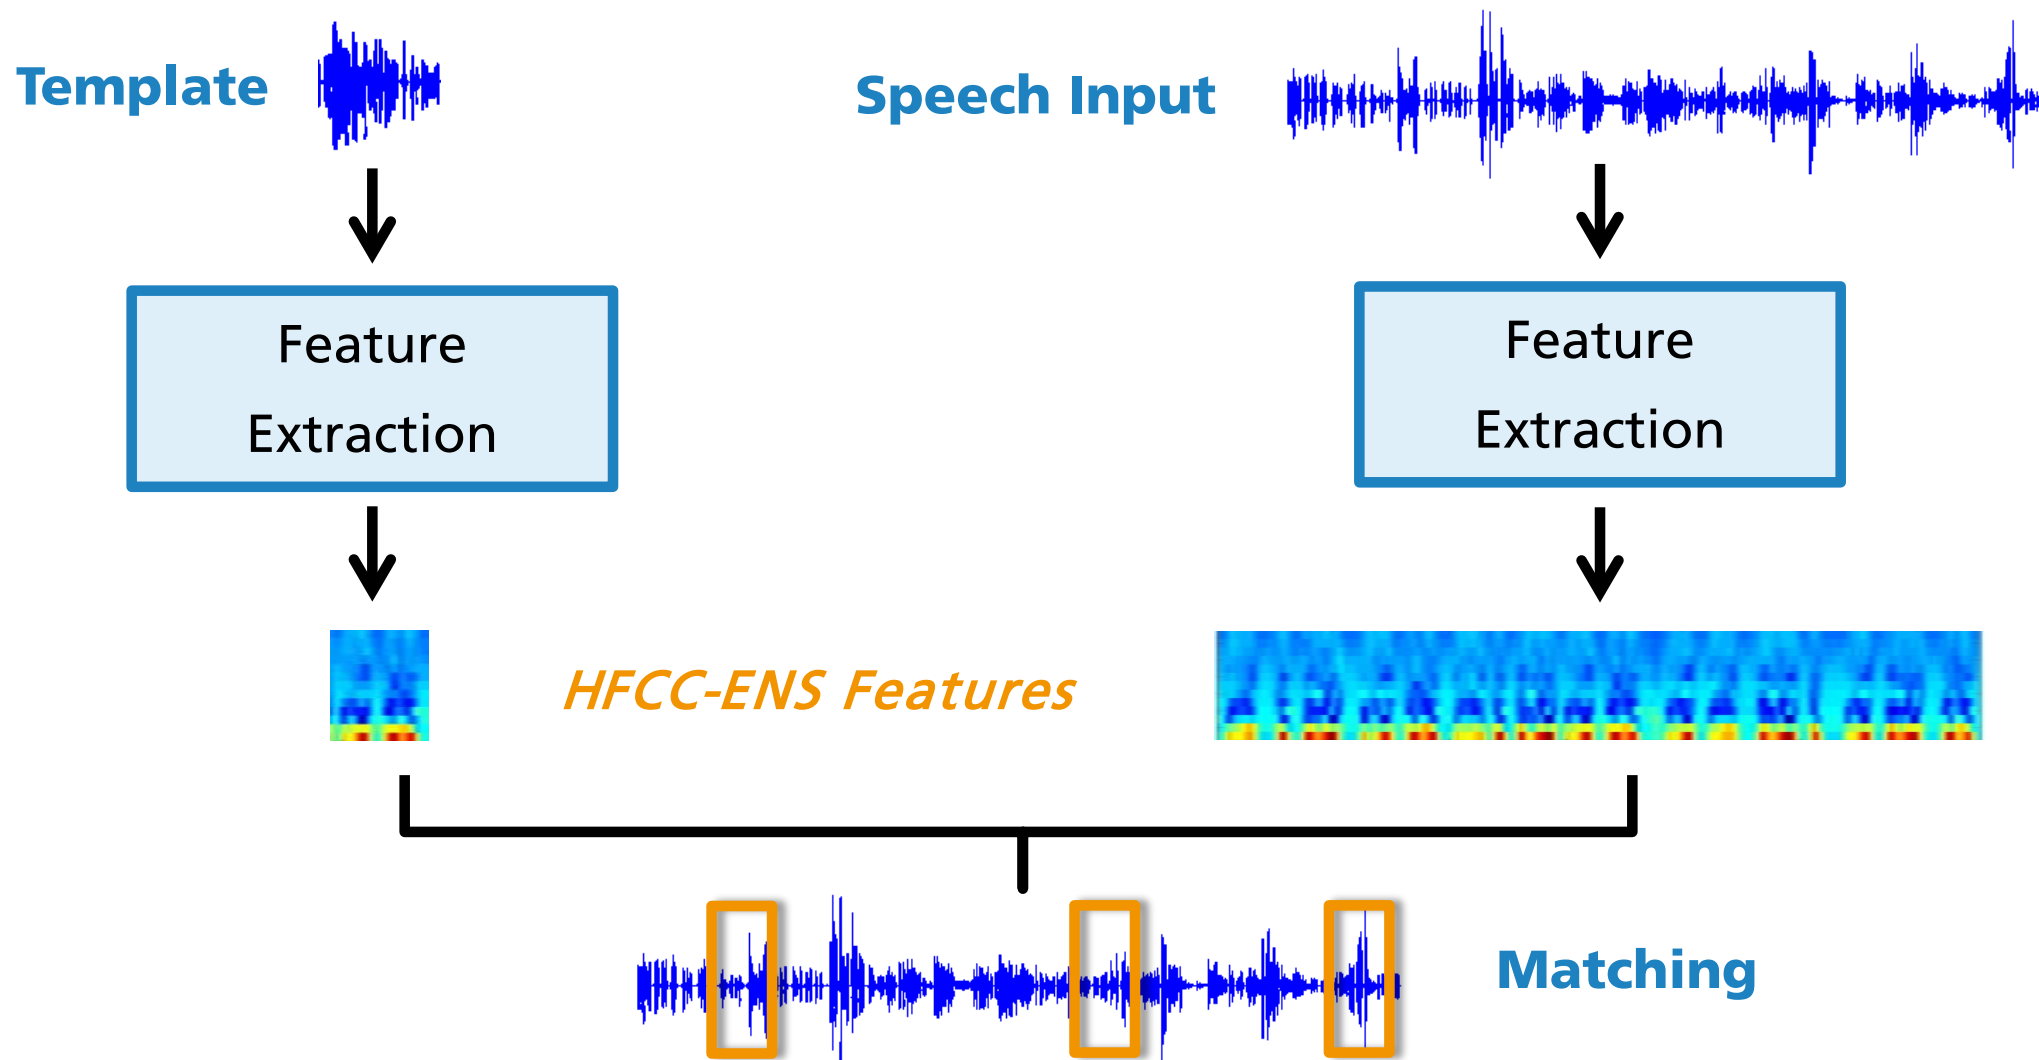 Template
Speech Input
Feature
Extraction
Feature
Extraction
HFCC-ENS Features
Matching